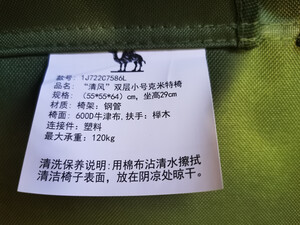 款号: 1J722C7586L
品名: “清风”双层小号克米特椅
规格: (55*55*64)cm,坐高29cm
材质: 椅架: 钢管
椅面: 600D牛津布,扶手: 榉木
连接件: 塑料
最大承重: 120kg
清洗保养说明: 用棉布沾清水擦拭
清洁椅子表面, 放在阴凉处晾干。